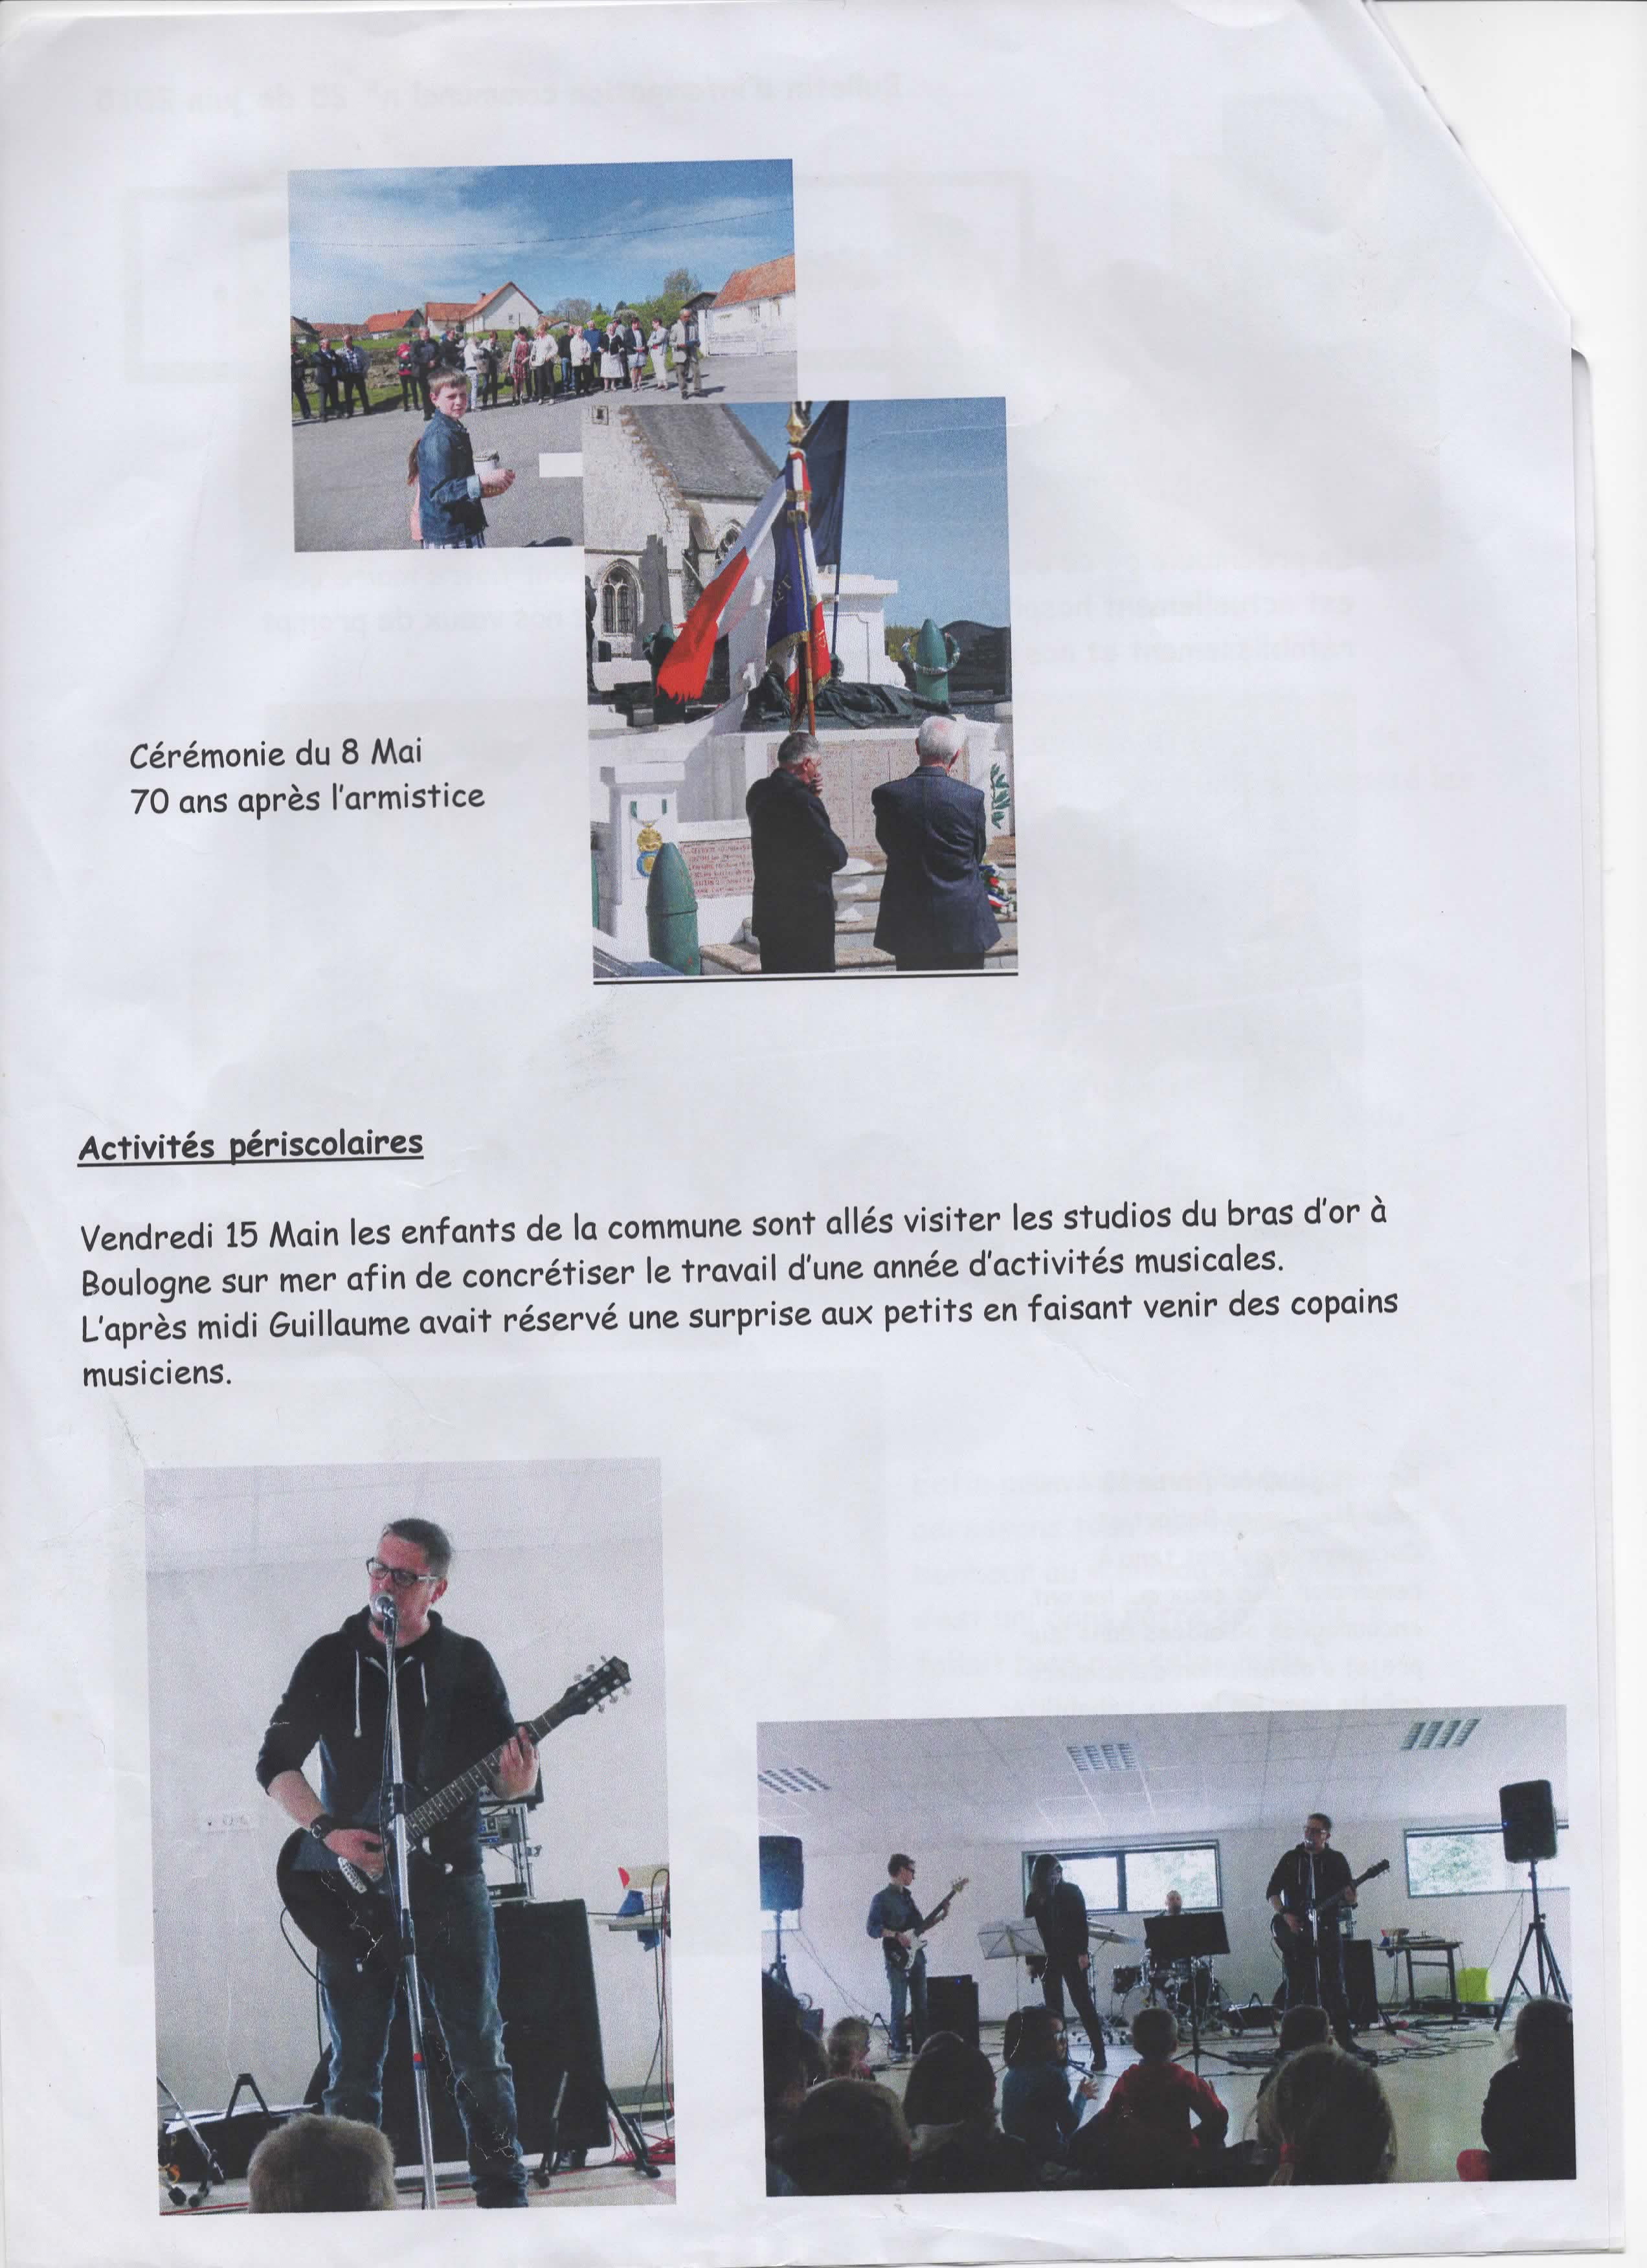 Cérémonie du 8 Mai
70 ans après l'armistice
Activités périscolaires
Vendredi 15 Main les enfants de la commune sont allés visiter les studios du bras d'or à
Boulogne sur mer afin de concrétiser le travail d'une année d'activités musicales.
L'après midi Guillaume avait réservé une surprise aux petits en faisant venir des copains
musiciens.